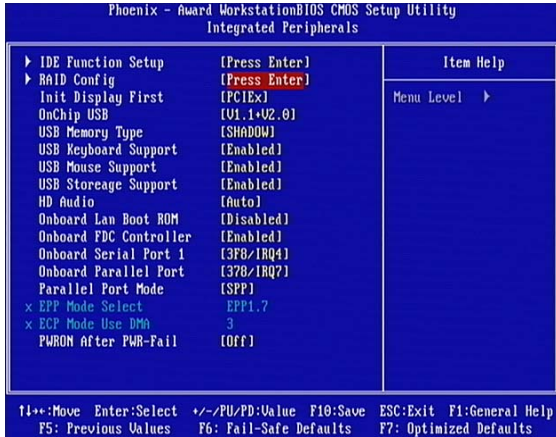 Phoenix - Award WorkstationBIOS CMOS Setup Utility
Integrated Peripherals
IDE Function Setup [Press Enter]
RAID Config [Press Enter]
Init Display First [PCIEx]
OnChip USB [V1.1+V2.0]
USB Memory Type [SHADOW]
USB Keyboard Support [Enabled]
USB Mouse Support [Enabled]
USB Storeage Support [Enabled]
HD Audio [Auto]
Onboard Lan Boot ROM [Disabled]
Onboard FDC Controller [Enabled]
Onboard Serial Port 1 [3F8/IRQ4]
Onboard Parallel Port [378/IRQ7]
Parallel Port Mode [SPP]
x EPP Mode Select EPP1.7
x ECP Mode Use DMA 3
PWRON After PWR-Fail [Off]
Item Help
Menu Level
↑↓→←:Move Enter:Select +/-/PU/PD:Value F10:Save ESC:Exit F1:General Help
F5: Previous Values F6: Fail-Safe Defaults F7: Optimized Defaults